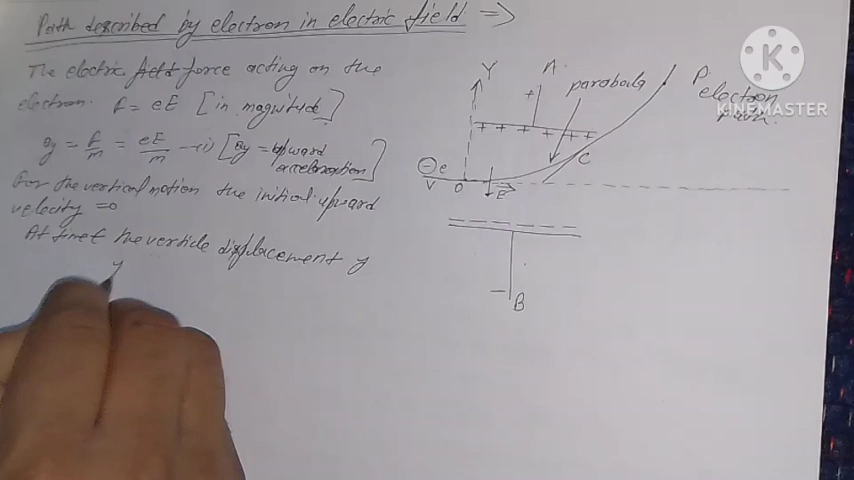 Path described by electron in electric field ⇒
The electric force acting on the
electron. F = eE [in magnitude]
ay = F/m = eE/m —(i) [ay = upward
acceleration]
for the vertical motion the initial upward
velocity = 0
At time t the verticle displacement y
y
Y
A
+
parabola
P.
electron
path.
+ + + + + + +
C
− e
V
O
E
− B
K
KINEMASTER